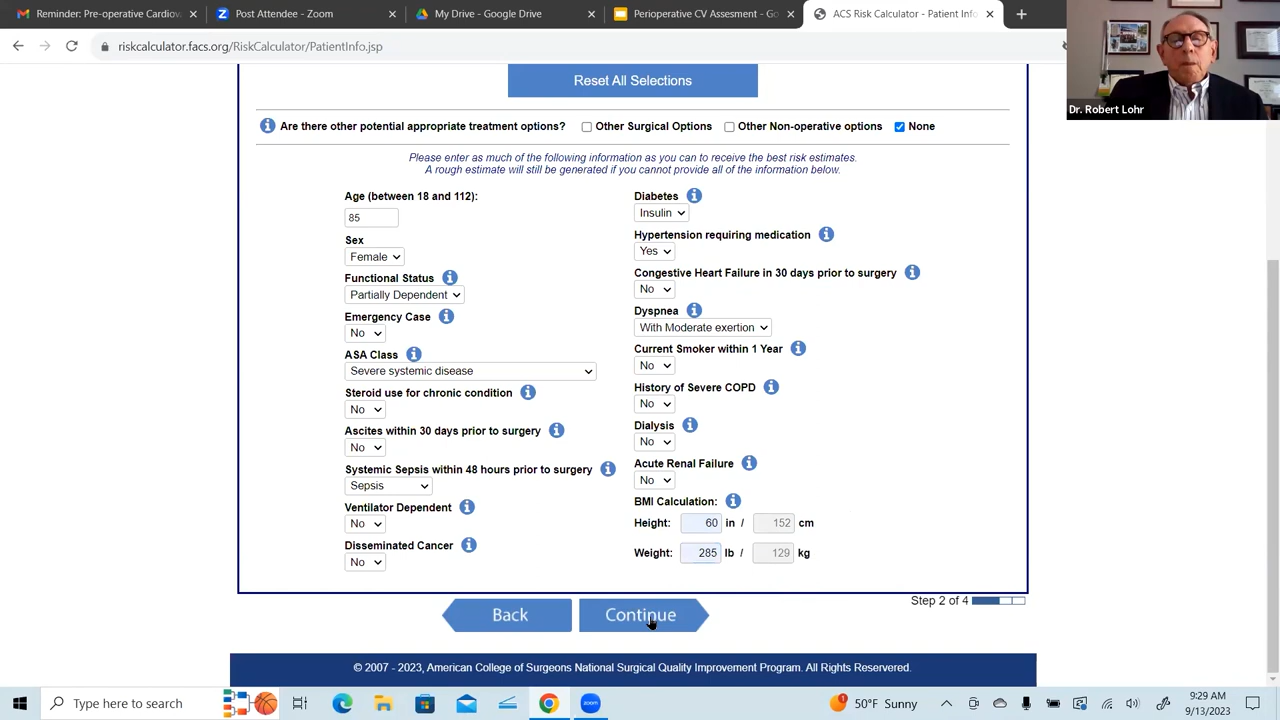 Reminder: Pre-operative Cardiov
Post Attendee - Zoom
My Drive - Google Drive
Perioperative CV Assesment - Go
ACS Risk Calculator - Patient Info
riskcalculator.facs.org/RiskCalculator/PatientInfo.jsp
Dr. Robert Lohr
Reset All Selections
Are there other potential appropriate treatment options? Other Surgical Options Other Non-operative options None
Please enter as much of the following information as you can to receive the best risk estimates.
A rough estimate will still be generated if you cannot provide all of the information below.
Age (between 18 and 112):
85
Sex
Female
Functional Status
Partially Dependent
Emergency Case
No
ASA Class
Severe systemic disease
Steroid use for chronic condition
No
Ascites within 30 days prior to surgery
No
Systemic Sepsis within 48 hours prior to surgery
Sepsis
Ventilator Dependent
No
Disseminated Cancer
No
Diabetes
Insulin
Hypertension requiring medication
Yes
Congestive Heart Failure in 30 days prior to surgery
No
Dyspnea
With Moderate exertion
Current Smoker within 1 Year
No
History of Severe COPD
No
Dialysis
No
Acute Renal Failure
No
BMI Calculation:
Height: 60 in / 152 cm
Weight: 285 lb / 129 kg
Back
Continue
Step 2 of 4
© 2007 - 2023, American College of Surgeons National Surgical Quality Improvement Program. All Rights Reserverved.
Type here to search
zoom
1
50°F Sunny
9:29 AM
9/13/2023